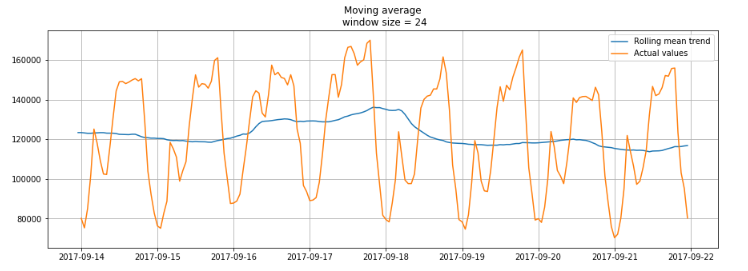 Moving average
window size = 24
Rolling mean trend
Actual values
160000
140000
120000
100000
80000
2017-09-14 2017-09-15 2017-09-16 2017-09-17 2017-09-18 2017-09-19 2017-09-20 2017-09-21 2017-09-22